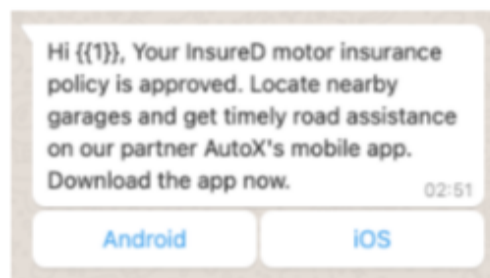 Hi {{1}}, Your InsureD motor insurance
policy is approved. Locate nearby
garages and get timely road assistance
on our partner AutoX's mobile app.
Download the app now.
02:51
Android
iOS